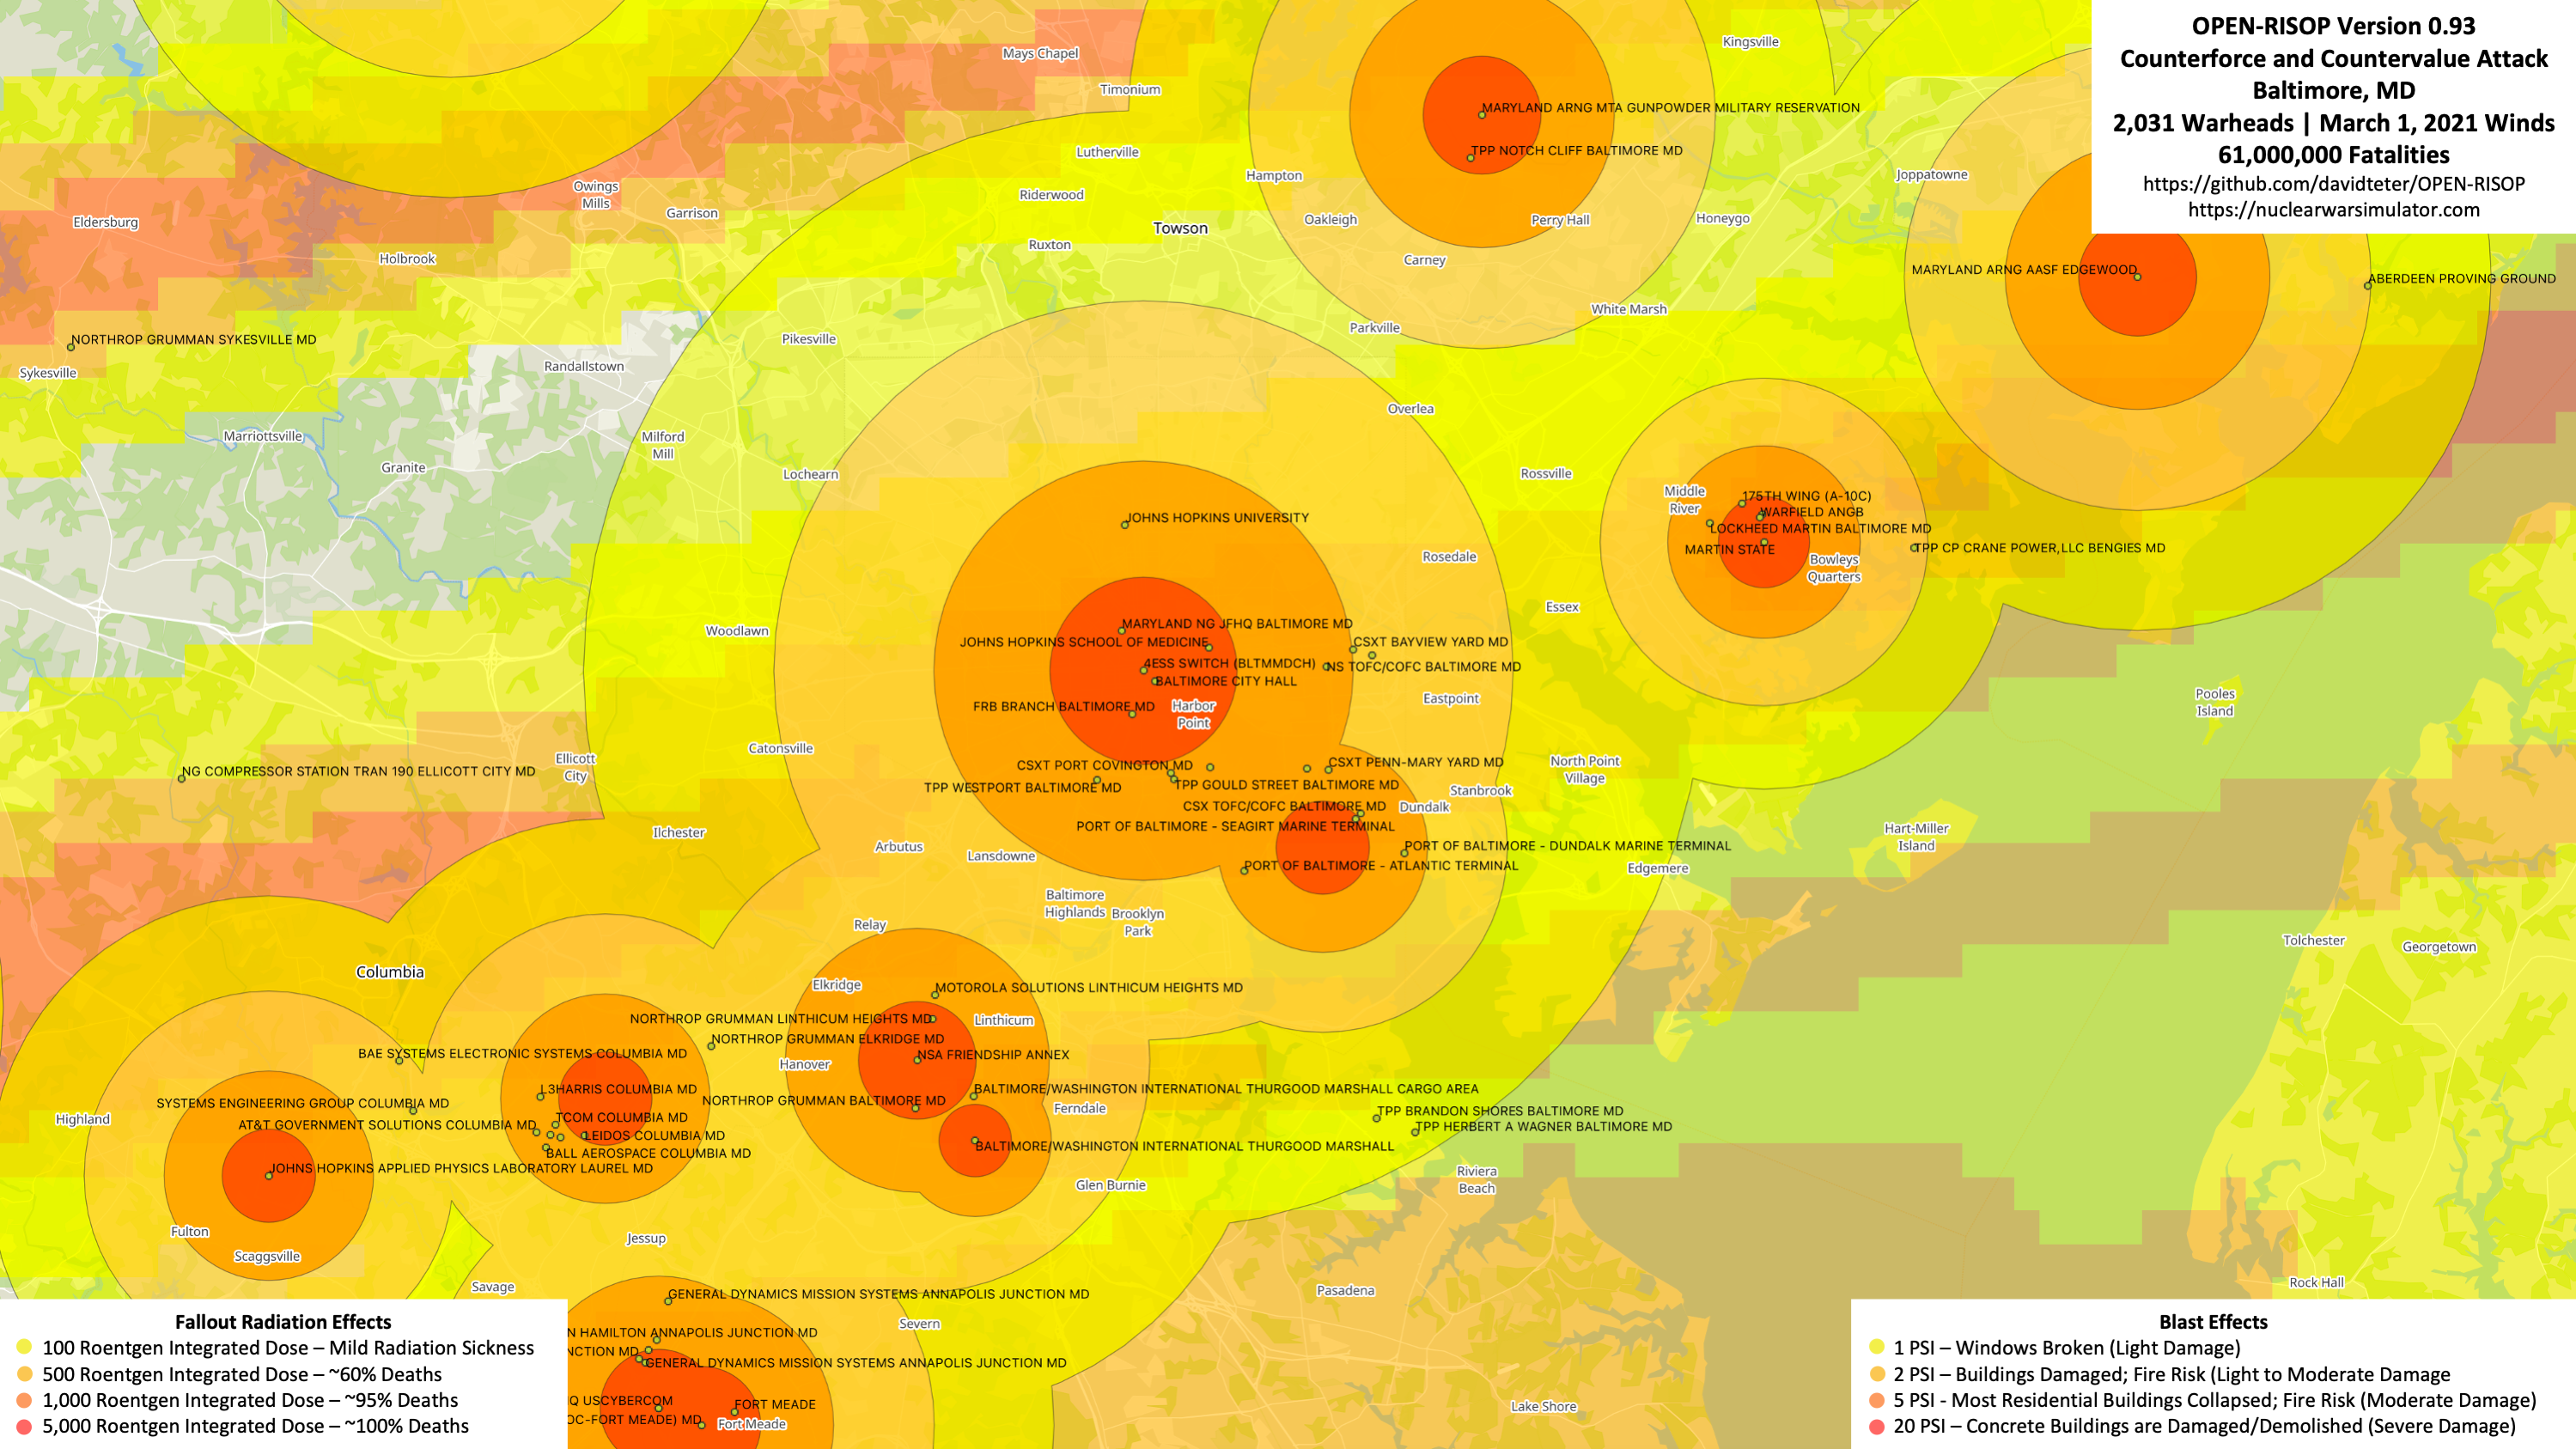 OPEN-RISOP Version 0.93
Counterforce and Countervalue Attack
Baltimore, MD
2,031 Warheads | March 1, 2021 Winds
61,000,000 Fatalities
https://github.com/davidteter/OPEN-RISOP
https://nuclearwarsimulator.com
Kingsville
Mays Chapel
Timonium
MARYLAND ARNG MTA GUNPOWDER MILITARY RESERVATION
TPP NOTCH CLIFF BALTIMORE MD
Lutherville
Hampton
Joppatowne
Owings
Mills
Riderwood
Garrison
Eldersburg
Towson
Oakleigh
Perry Hall
Honeygo
Ruxton
Holbrook
Carney
MARYLAND ARNG AASF EDGEWOOD
ABERDEEN PROVING GROUND
White Marsh
Parkville
NORTHROP GRUMMAN SYKESVILLE MD
Pikesville
Randallstown
Sykesville
Overlea
Marriottsville
Milford
Mill
Granite
Lochearn
Rossville
Middle
River
175TH WING (A-10C)
WARFIELD ANGB
LOCKHEED MARTIN BALTIMORE MD
MARTIN STATE
TPP CP CRANE POWER,LLC BENGIES MD
Bowleys
Quarters
JOHNS HOPKINS UNIVERSITY
Rosedale
Essex
Woodlawn
MARYLAND NG JFHQ BALTIMORE MD
JOHNS HOPKINS SCHOOL OF MEDICINE
CSXT BAYVIEW YARD MD
4ESS SWITCH (BLTMMDCH)
NS TOFC/COFC BALTIMORE MD
BALTIMORE CITY HALL
Eastpoint
Pooles
Island
FRB BRANCH BALTIMORE MD
Harbor
Point
Catonsville
Ellicott
City
NG COMPRESSOR STATION TRAN 190 ELLICOTT CITY MD
CSXT PORT COVINGTON MD
CSXT PENN-MARY YARD MD
North Point
Village
TPP WESTPORT BALTIMORE MD
TPP GOULD STREET BALTIMORE MD
Stanbrook
CSX TOFC/COFC BALTIMORE MD
Dundalk
PORT OF BALTIMORE - SEAGIRT MARINE TERMINAL
Ilchester
Hart-Miller
Island
Arbutus
Lansdowne
PORT OF BALTIMORE - DUNDALK MARINE TERMINAL
PORT OF BALTIMORE - ATLANTIC TERMINAL
Edgemere
Baltimore
Highlands
Brooklyn
Park
Relay
Tolchester
Georgetown
Columbia
Elkridge
MOTOROLA SOLUTIONS LINTHICUM HEIGHTS MD
NORTHROP GRUMMAN LINTHICUM HEIGHTS MD
Linthicum
NORTHROP GRUMMAN ELKRIDGE MD
BAE SYSTEMS ELECTRONIC SYSTEMS COLUMBIA MD
NSA FRIENDSHIP ANNEX
Hanover
L3HARRIS COLUMBIA MD
BALTIMORE/WASHINGTON INTERNATIONAL THURGOOD MARSHALL CARGO AREA
NORTHROP GRUMMAN BALTIMORE MD
SYSTEMS ENGINEERING GROUP COLUMBIA MD
Ferndale
Highland
TCOM COLUMBIA MD
TPP BRANDON SHORES BALTIMORE MD
AT&T GOVERNMENT SOLUTIONS COLUMBIA MD
TPP HERBERT A WAGNER BALTIMORE MD
LEIDOS COLUMBIA MD
BALL AEROSPACE COLUMBIA MD
BALTIMORE/WASHINGTON INTERNATIONAL THURGOOD MARSHALL
JOHNS HOPKINS APPLIED PHYSICS LABORATORY LAUREL MD
Riviera
Beach
Glen Burnie
Fulton
Jessup
Scaggsville
Savage
Rock Hall
Pasadena
GENERAL DYNAMICS MISSION SYSTEMS ANNAPOLIS JUNCTION MD
Severn
N HAMILTON ANNAPOLIS JUNCTION MD
NCTION MD
GENERAL DYNAMICS MISSION SYSTEMS ANNAPOLIS JUNCTION MD
Q USCYBERCOM
FORT MEADE
OC-FORT MEADE) MD
Fort Meade
Lake Shore
Fallout Radiation Effects
100 Roentgen Integrated Dose – Mild Radiation Sickness
500 Roentgen Integrated Dose – ~60% Deaths
1,000 Roentgen Integrated Dose – ~95% Deaths
5,000 Roentgen Integrated Dose – ~100% Deaths
Blast Effects
1 PSI – Windows Broken (Light Damage)
2 PSI – Buildings Damaged; Fire Risk (Light to Moderate Damage
5 PSI - Most Residential Buildings Collapsed; Fire Risk (Moderate Damage)
20 PSI – Concrete Buildings are Damaged/Demolished (Severe Damage)